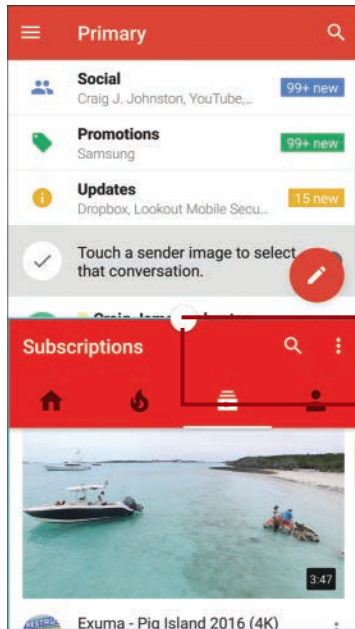 Primary
Social
Craig J. Johnston, YouTube,...
99+ new
Promotions
Samsung
99+ new
Updates
Dropbox, Lookout Mobile Secu...
15 new
Touch a sender image to select
that conversation.
Subscriptions
3:47
Exuma - Pig Island 2016 (4K)